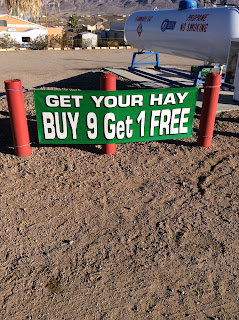 PROPANE
NO SMOKING
GET YOUR HAY
BUY 9 Get 1 FREE